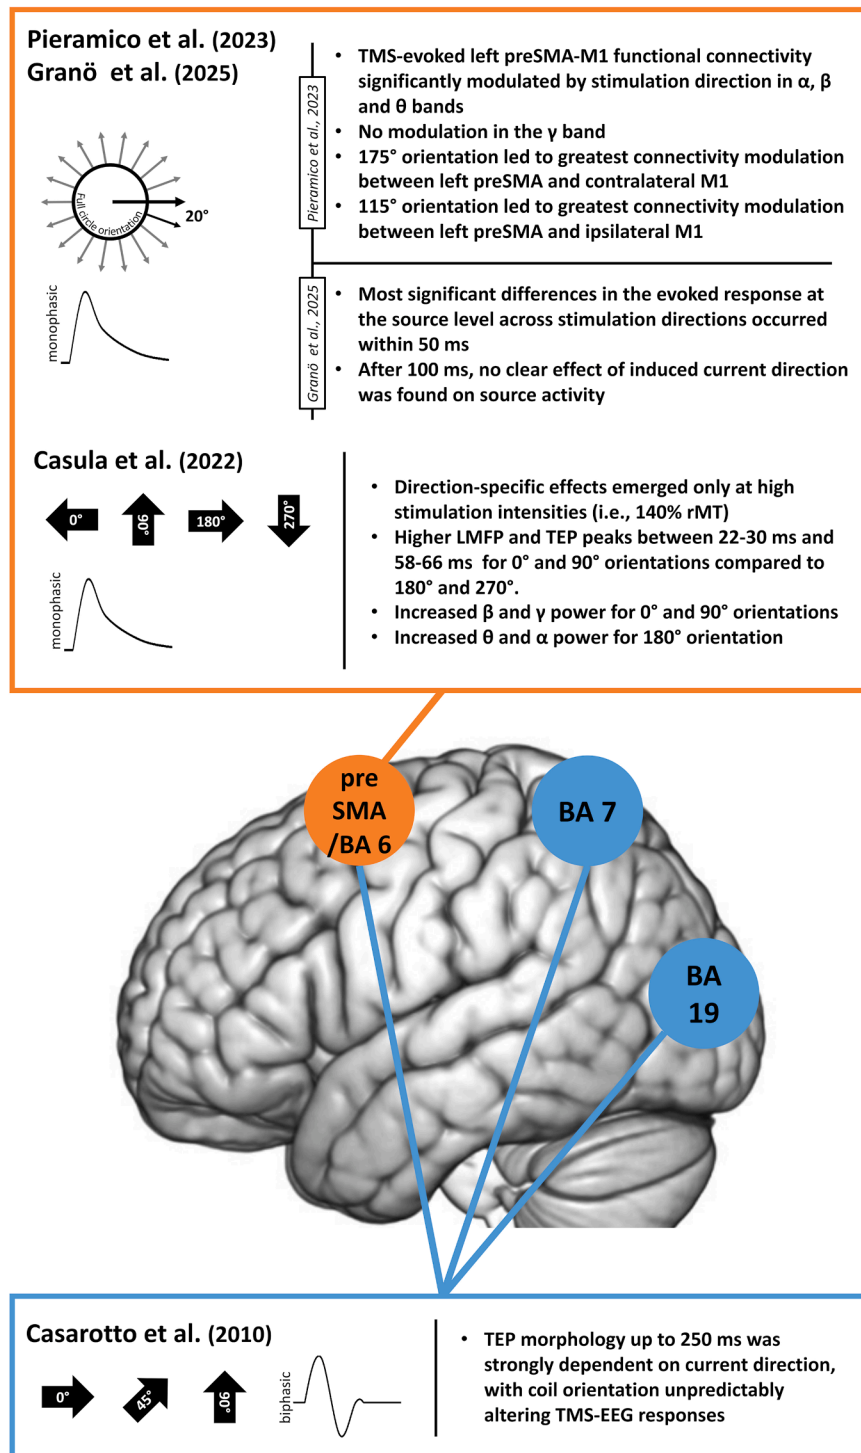 Pieramico et al. (2023)
Granö et al. (2025)
Full circle orientation
20°
monophasic
Pieramico et al., 2023
• TMS-evoked left preSMA-M1 functional connectivity
significantly modulated by stimulation direction in α, β
and θ bands
• No modulation in the γ band
• 175° orientation led to greatest connectivity modulation
between left preSMA and contralateral M1
• 115° orientation led to greatest connectivity modulation
between left preSMA and ipsilateral M1
Granö et al., 2025
• Most significant differences in the evoked response at
the source level across stimulation directions occurred
within 50 ms
• After 100 ms, no clear effect of induced current direction
was found on source activity
Casula et al. (2022)
0°
90°
180°
270°
monophasic
• Direction-specific effects emerged only at high
stimulation intensities (i.e., 140% rMT)
• Higher LMFP and TEP peaks between 22-30 ms and
58-66 ms for 0° and 90° orientations compared to
180° and 270°.
• Increased β and γ power for 0° and 90° orientations
• Increased θ and α power for 180° orientation
pre
SMA
/BA 6
BA 7
BA
19
Casarotto et al. (2010)
0°
45°
90°
biphasic
• TEP morphology up to 250 ms was
strongly dependent on current direction,
with coil orientation unpredictably
altering TMS-EEG responses